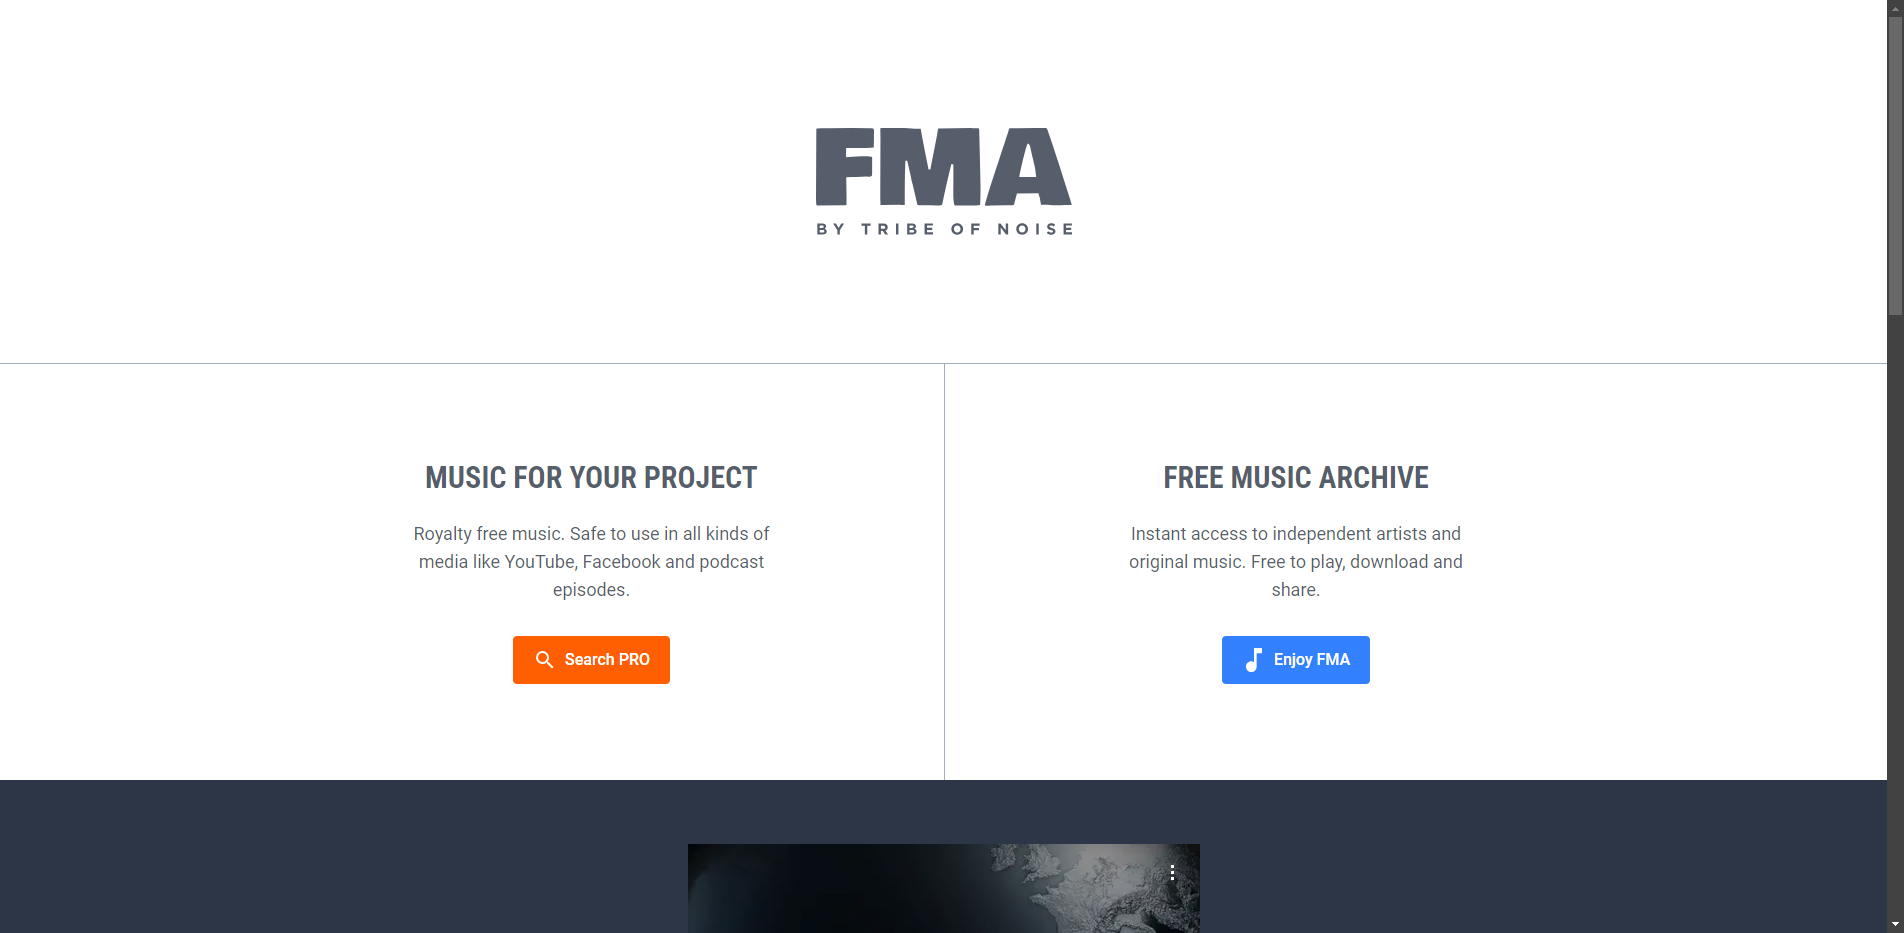 FMA
BY TRIBE OF NOISE
MUSIC FOR YOUR PROJECT
Royalty free music. Safe to use in all kinds of
media like YouTube, Facebook and podcast
episodes.
Search PRO
FREE MUSIC ARCHIVE
Instant access to independent artists and
original music. Free to play, download and
share.
Enjoy FMA